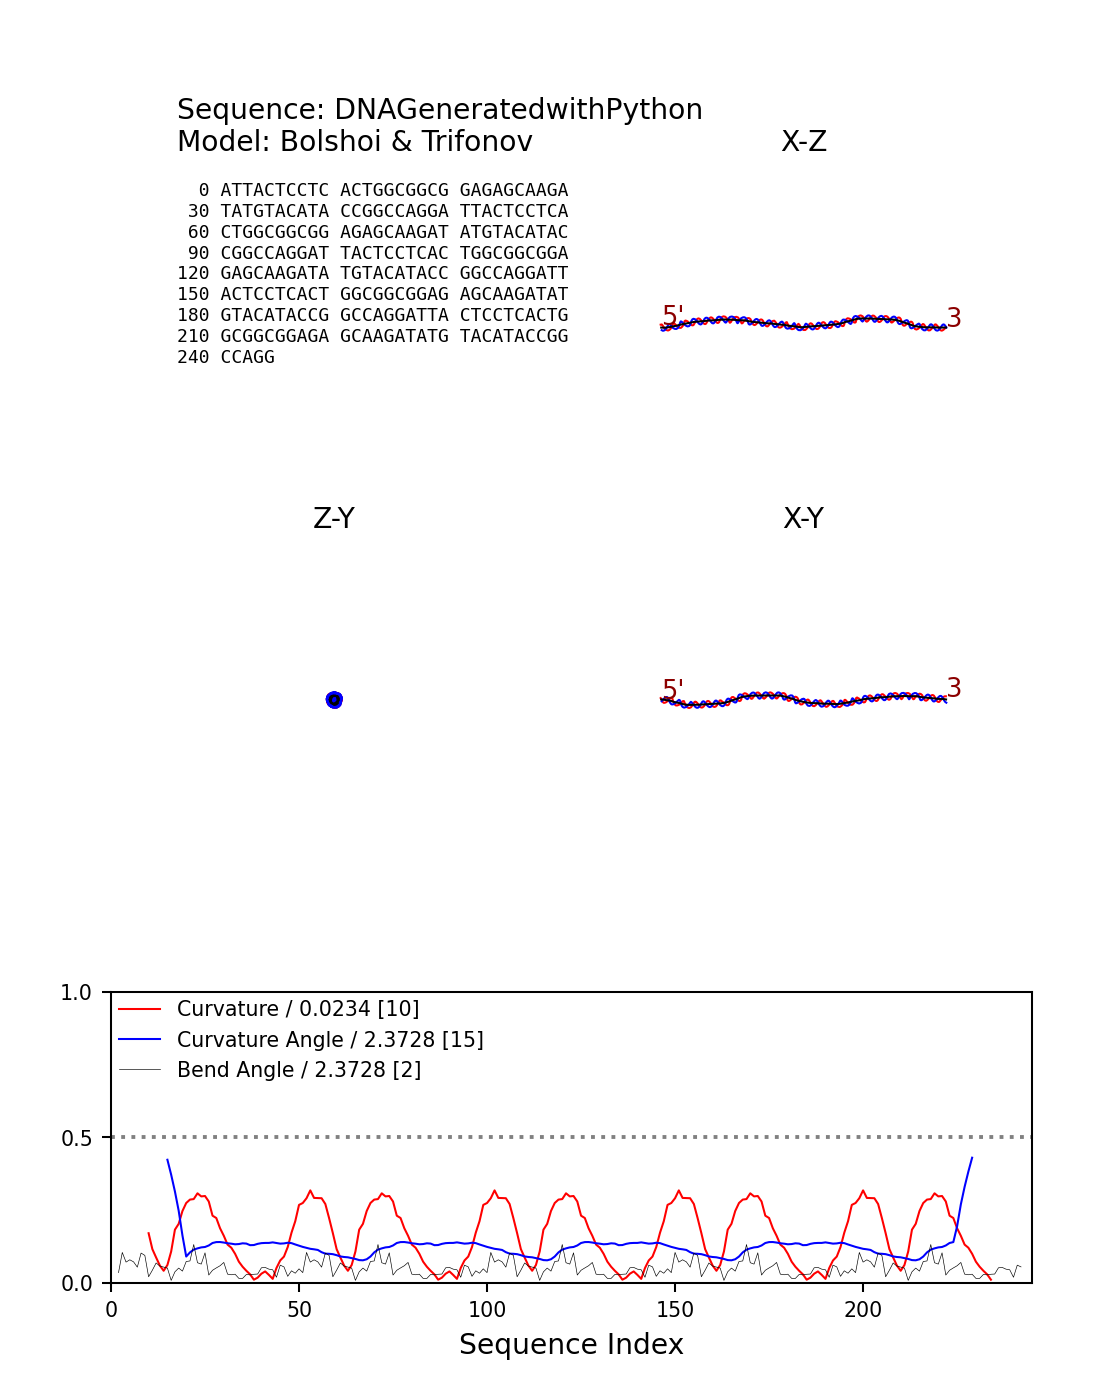 Sequence: DNAGeneratedwithPython
Model: Bolshoi & Trifonov
X-Z
0 ATTACTCCTC ACTGGCGGCG GAGAGCAAGA
30 TATGTACATA CCGGCCAGGA TTACTCCTCA
60 CTGGCGGCGG AGAGCAAGAT ATGTACATAC
90 CGGCCAGGAT TACTCCTCAC TGGCGGCGGA
120 GAGCAAGATA TGTACATACC GGCCAGGATT
150 ACTCCTCACT GGCGGCGGAG AGCAAGATAT
180 GTACATACCG GCCAGGATTA CTCCTCACTG
210 GCGGCGGAGA GCAAGATATG TACATACCGG
240 CCAGG
5' 3
Z-Y
X-Y
5' 3
1.0
0.5
0.0
Curvature / 0.0234 [10]
Curvature Angle / 2.3728 [15]
Bend Angle / 2.3728 [2]
0 50 100 150 200
Sequence Index